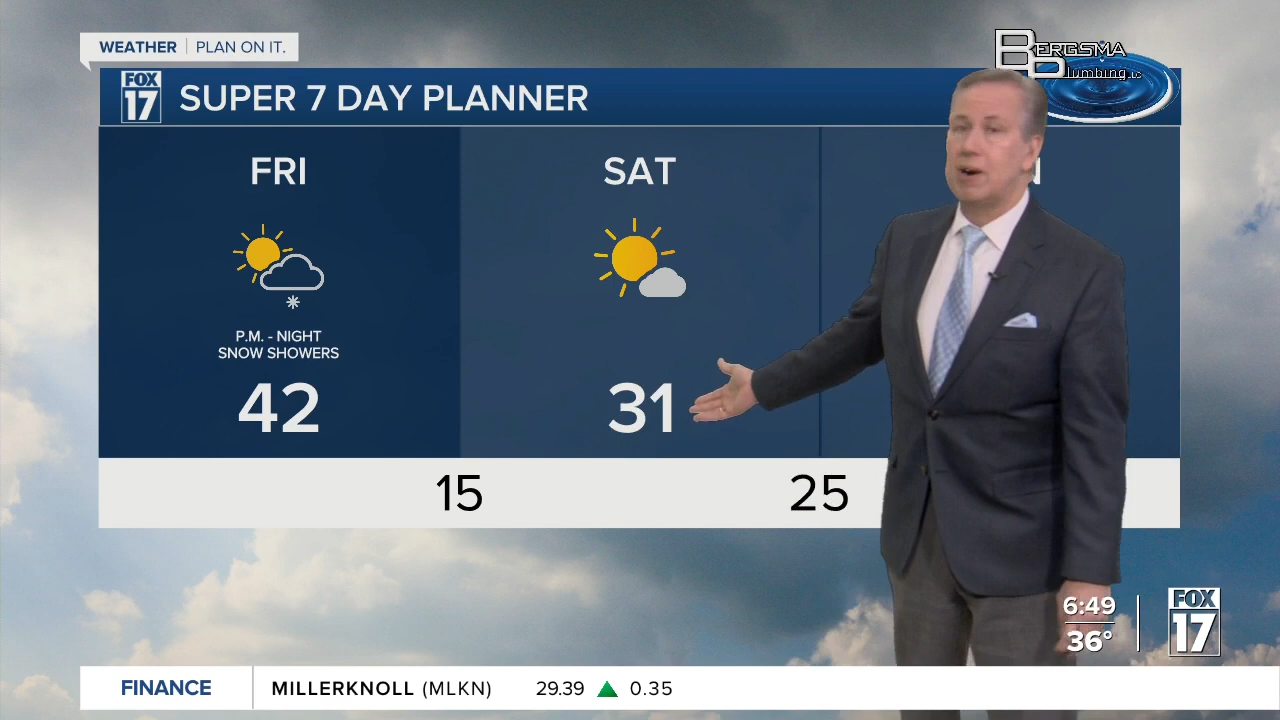 WEATHER PLAN ON IT.
BERGSMA
Plumbing, LLC
FOX
17
SUPER 7 DAY PLANNER
FRI
SAT
P.M. - NIGHT
SNOW SHOWERS
42
31
15
25
6:49
36°
FOX
17
FINANCE MILLERKNOLL (MLKN) 29.39 0.35